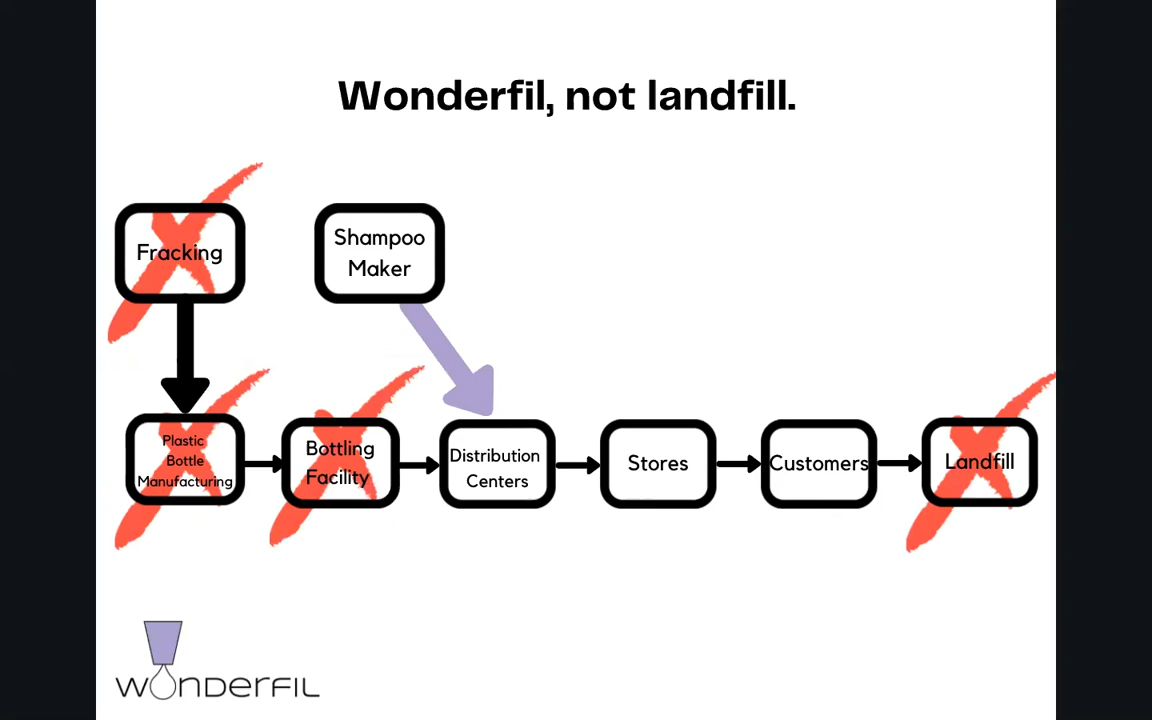 Wonderfil, not landfill.
Fracking
Shampoo
Maker
Plastic
Bottle
Manufacturing
Bottling
Facility
Distribution
Centers
Stores
Customers
Landfill
WONDERFIL